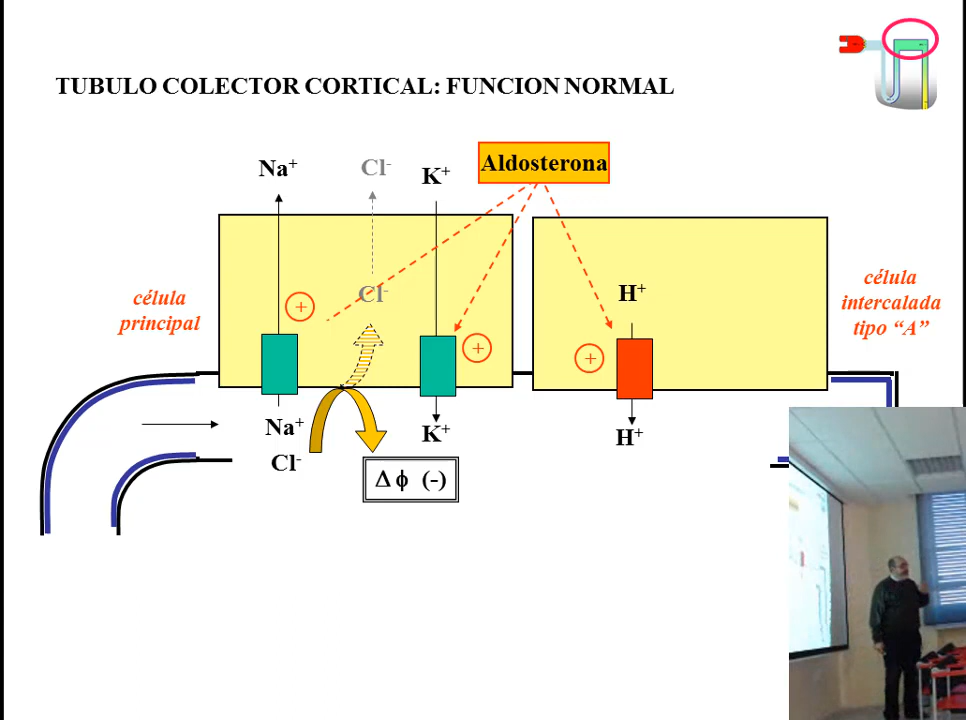 TUBULO COLECTOR CORTICAL: FUNCION NORMAL
Na⁺
Cl⁻
K⁺
Aldosterona
célula
principal
+
Cl⁻
+
H⁺
+
célula
intercalada
tipo “A”
Na⁺
Cl⁻
K⁺
H⁺
Δ ϕ (-)